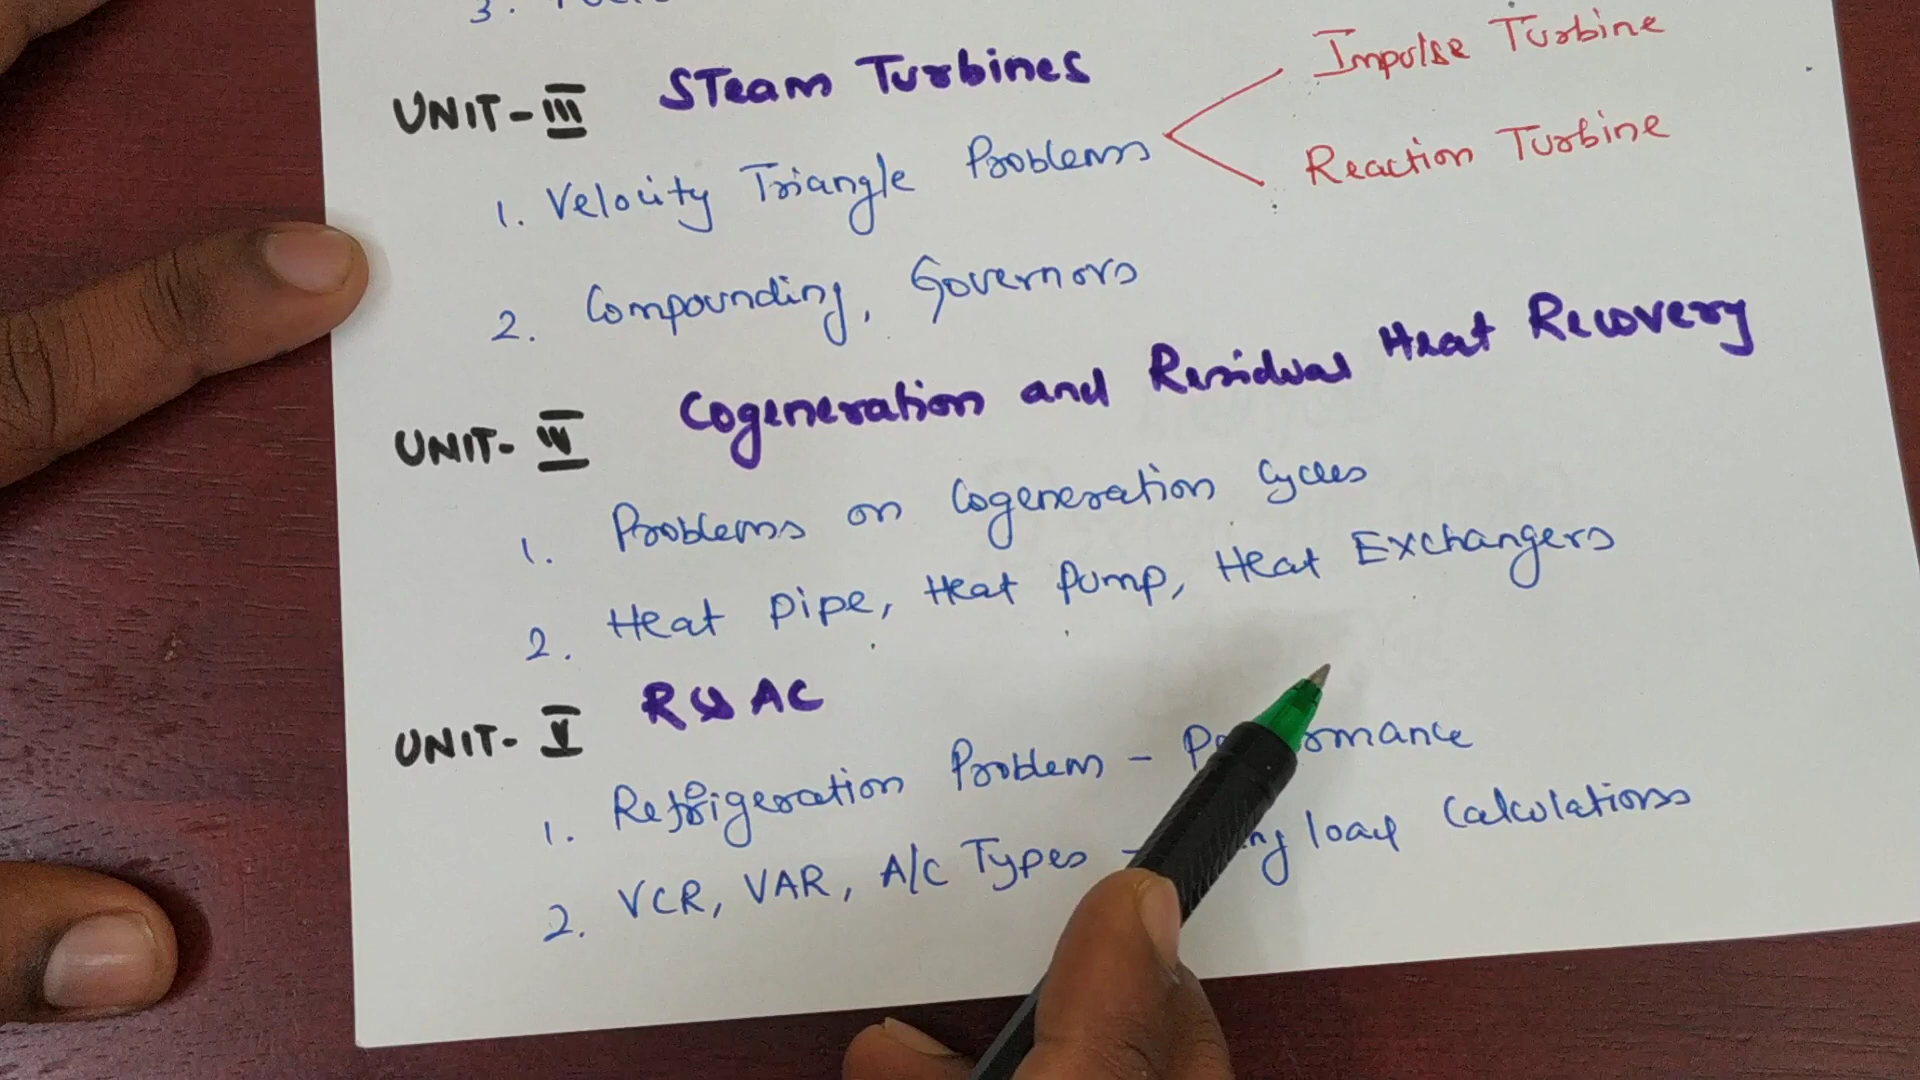 3.
UNIT-III Steam Turbines
1. Velocity Triangle Problems
Impulse Turbine
Reaction Turbine
2. Compounding, Governors
UNIT-IV Cogeneration and Residual Heat Recovery
1. Problems on Cogeneration Cycles
2. Heat Pipe, Heat Pump, Heat Exchangers
UNIT-V R & AC
1. Refrigeration Problem -
2. VCR, VAR, A/C Types - load Calculations